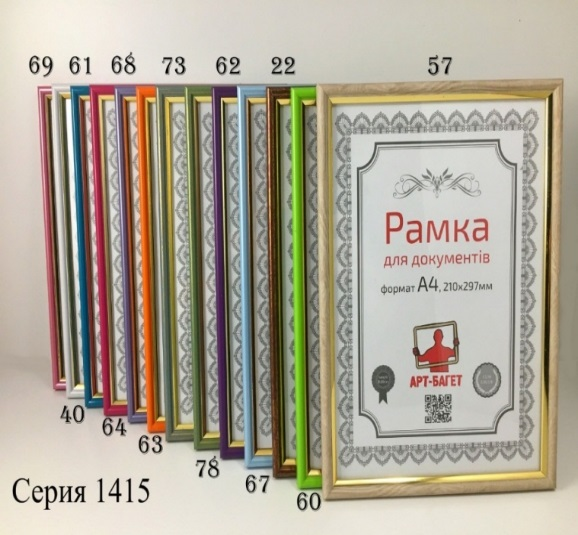 69 61 68 73 62 22 57
Рамка
для документів
формат А4, 210х297мм
АРТ-БАГЕТ
40 64 63 78 67 60
Серия 1415